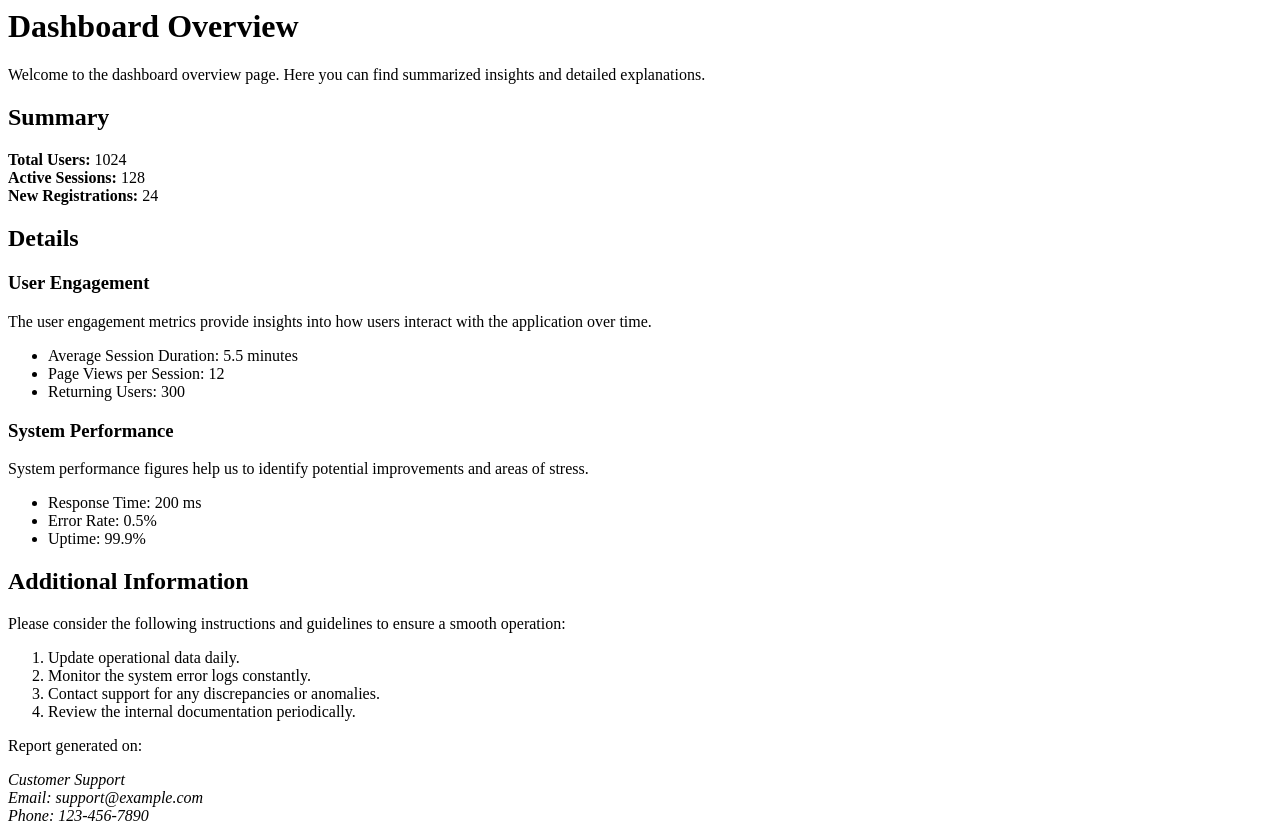 Dashboard Overview
Welcome to the dashboard overview page. Here you can find summarized insights and detailed explanations.
Summary
Total Users: 1024
Active Sessions: 128
New Registrations: 24
Details
User Engagement
The user engagement metrics provide insights into how users interact with the application over time.
• Average Session Duration: 5.5 minutes
• Page Views per Session: 12
• Returning Users: 300
System Performance
System performance figures help us to identify potential improvements and areas of stress.
• Response Time: 200 ms
• Error Rate: 0.5%
• Uptime: 99.9%
Additional Information
Please consider the following instructions and guidelines to ensure a smooth operation:
1. Update operational data daily.
2. Monitor the system error logs constantly.
3. Contact support for any discrepancies or anomalies.
4. Review the internal documentation periodically.
Report generated on:
Customer Support
Email: support@example.com
Phone: 123-456-7890